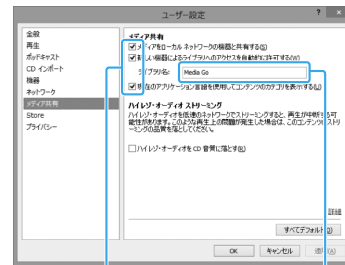 ユーザー設定
? ×
全般
再生
ポッドキャスト
CD インポート
機器
ネットワーク
メディア共有
Store
プライバシー
メディア共有
メディアをローカル ネットワークの機器と共有する(S)
新しい機器によるライブラリへのアクセスを自動的に許可する(W)
ライブラリ名:
Media Go
現在のアプリケーション言語を使用してコンテンツのカテゴリを表示する(U)
ハイレゾ・オーディオ ストリーミング
ハイレゾ・オーディオを低速のネットワークでストリーミングすると、再生が中断する可
能性があります。このような再生上の問題が発生した場合は、このコンテンツのストリ
ーミングの品質を落としてください。
ハイレゾ・オーディオを CD 音質に落とす(R)
詳細
すべてデフォルト(D)
OK キャンセル 適用(A)